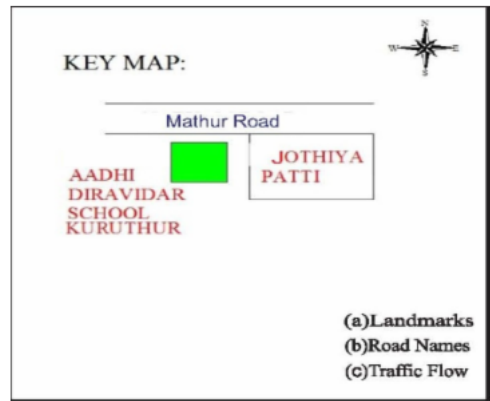 N
KEY MAP:
W E
S
Mathur Road
JOTHIYA
PATTI
AADHI
DIRAVIDAR
SCHOOL
KURUTHUR
(a)Landmarks
(b)Road Names
(c)Traffic Flow